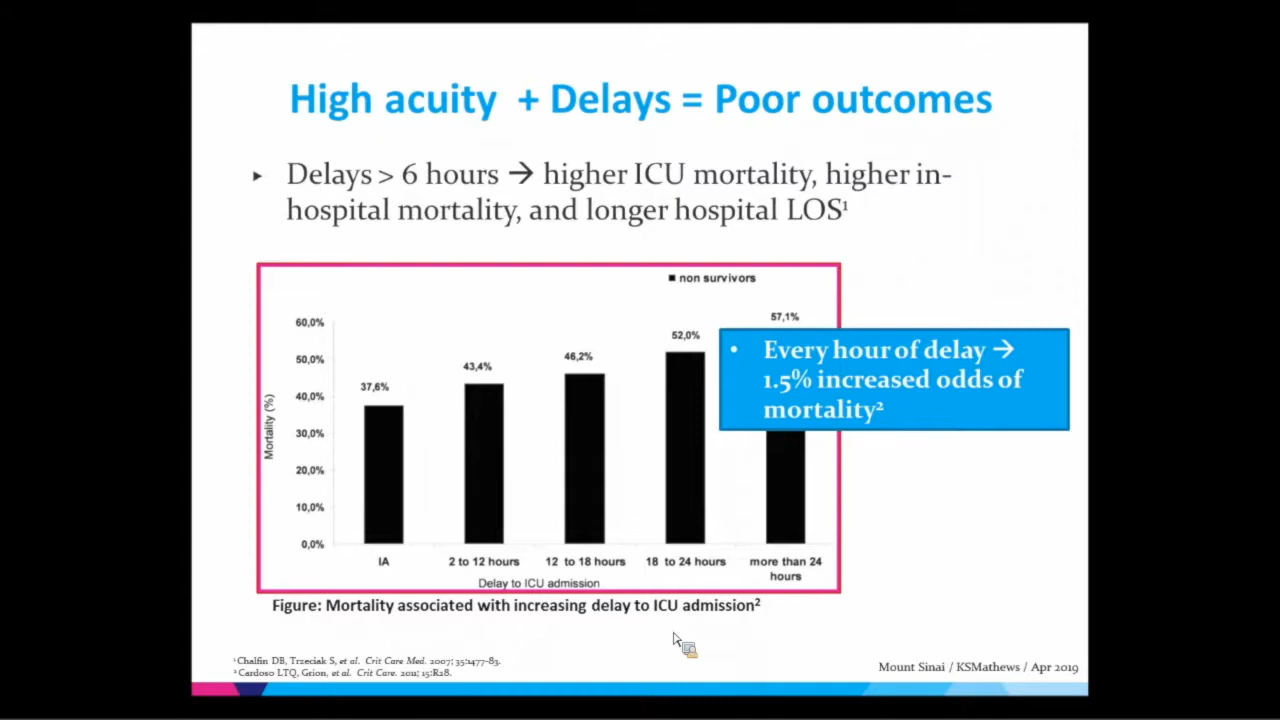 High acuity + Delays = Poor outcomes
Delays > 6 hours → higher ICU mortality, higher in-
hospital mortality, and longer hospital LOS¹
■ non survivors
Mortality (%)
60,0%
50,0%
40,0%
30,0%
20,0%
10,0%
0,0%
37,6%
43,4%
46,2%
52,0%
57,1%
• Every hour of delay →
1.5% increased odds of
mortality²
IA
2 to 12 hours
12 to 18 hours
18 to 24 hours
more than 24
hours
Delay to ICU admission
Figure: Mortality associated with increasing delay to ICU admission²
¹ Chalfin DB, Trzeciak S, et al. Crit Care Med. 2007; 35:1477-83.
² Cardoso LTQ, Grion, et al. Crit Care. 2011; 15:R28.
Mount Sinai / KSMathews / Apr 2019